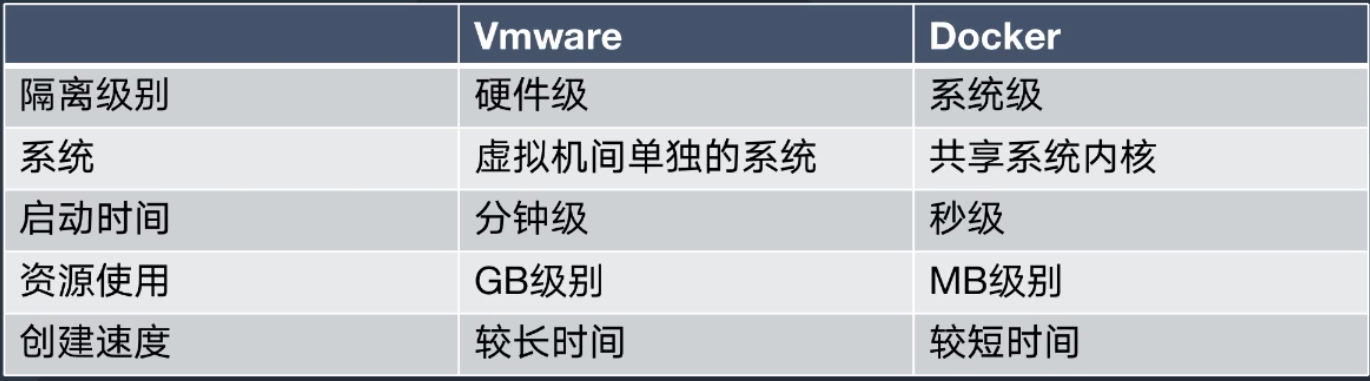 Vmware Docker
隔离级别 硬件级 系统级
系统 虚拟机间单独的系统 共享系统内核
启动时间 分钟级 秒级
资源使用 GB级别 MB级别
创建速度 较长时间 较短时间